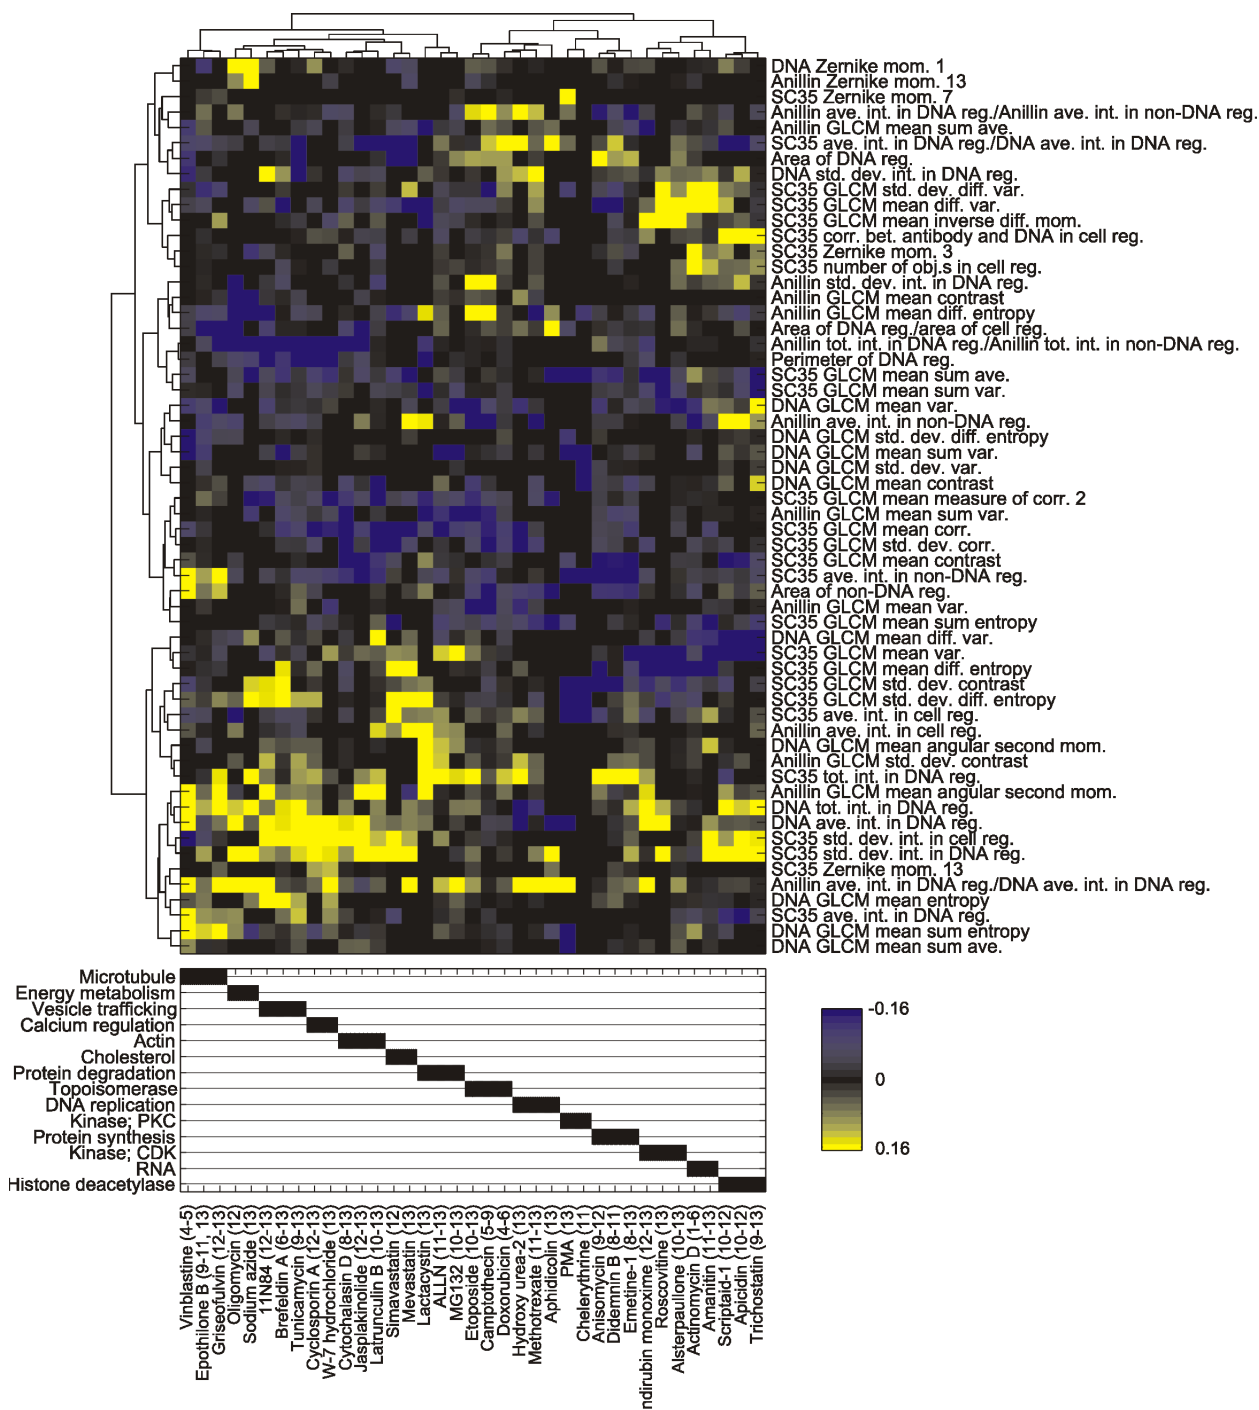 DNA Zernike mom. 1
Anillin Zernike mom. 13
SC35 Zernike mom. 7
Anillin ave. int. in DNA reg./Anillin ave. int. in non-DNA reg.
Anillin GLCM mean sum ave.
SC35 ave. int. in DNA reg./DNA ave. int. in DNA reg.
Area of DNA reg.
DNA std. dev. int. in DNA reg.
SC35 GLCM std. dev. diff. var.
SC35 GLCM mean diff. var.
SC35 GLCM mean inverse diff. mom.
SC35 corr. bet. antibody and DNA in cell reg.
SC35 Zernike mom. 3
SC35 number of obj.s in cell reg.
Anillin std. dev. int. in DNA reg.
Anillin GLCM mean contrast
Anillin GLCM mean diff. entropy
Area of DNA reg./area of cell reg.
Anillin tot. int. in DNA reg./Anillin tot. int. in non-DNA reg.
Perimeter of DNA reg.
SC35 GLCM mean sum ave.
SC35 GLCM mean sum var.
DNA GLCM mean var.
Anillin ave. int. in non-DNA reg.
DNA GLCM std. dev. diff. entropy
DNA GLCM mean sum var.
DNA GLCM std. dev. var.
DNA GLCM mean contrast
SC35 GLCM mean measure of corr. 2
Anillin GLCM mean sum var.
SC35 GLCM mean corr.
SC35 GLCM std. dev. corr.
SC35 GLCM mean contrast
SC35 ave. int. in non-DNA reg.
Area of non-DNA reg.
Anillin GLCM mean var.
SC35 GLCM mean sum entropy
DNA GLCM mean diff. var.
SC35 GLCM mean var.
SC35 GLCM mean diff. entropy
SC35 GLCM std. dev. contrast
SC35 GLCM std. dev. diff. entropy
SC35 ave. int. in cell reg.
Anillin ave. int. in cell reg.
DNA GLCM mean angular second mom.
Anillin GLCM std. dev. contrast
SC35 tot. int. in DNA reg.
Anillin GLCM mean angular second mom.
DNA tot. int. in DNA reg.
DNA ave. int. in DNA reg.
SC35 std. dev. int. in cell reg.
SC35 std. dev. int. in DNA reg.
SC35 Zernike mom. 13
Anillin ave. int. in DNA reg./DNA ave. int. in DNA reg.
DNA GLCM mean entropy
SC35 ave. int. in DNA reg.
DNA GLCM mean sum entropy
DNA GLCM mean sum ave.
Microtubule
Energy metabolism
Vesicle trafficking
Calcium regulation
Actin
Cholesterol
Protein degradation
Topoisomerase
DNA replication
Kinase; PKC
Protein synthesis
Kinase; CDK
RNA
Histone deacetylase
-0.16
0
0.16
Vinblastine (4-5)
Epothilone B (9-11, 13)
Griseofulvin (12-13)
Oligomycin (12)
Sodium azide (13)
11N84 (12-13)
Brefeldin A (6-13)
Tunicamycin (9-13)
Cyclosporin A (12-13)
W-7 hydrochloride (13)
Cytochalasin D (8-13)
Jasplakinolide (12-13)
Latrunculin B (10-13)
Simavastatin (12)
Mevastatin (13)
Lactacystin (13)
ALLN (11-13)
MG132 (10-13)
Etoposide (10-13)
Camptothecin (5-9)
Doxorubicin (4-6)
Hydroxy urea-2 (13)
Methotrexate (11-13)
Aphidicolin (13)
PMA (13)
Chelerythrine (11)
Anisomycin (9-12)
Didemnin B (8-11)
Emetine-1 (8-13)
ndirubin monoxime (12-13)
Roscovitine (13)
Alsterpaullone (10-13)
Actinomycin D (1-6)
Amanitin (11-13)
Scriptaid-1 (10-12)
Apicidin (10-12)
Trichostatin (9-13)